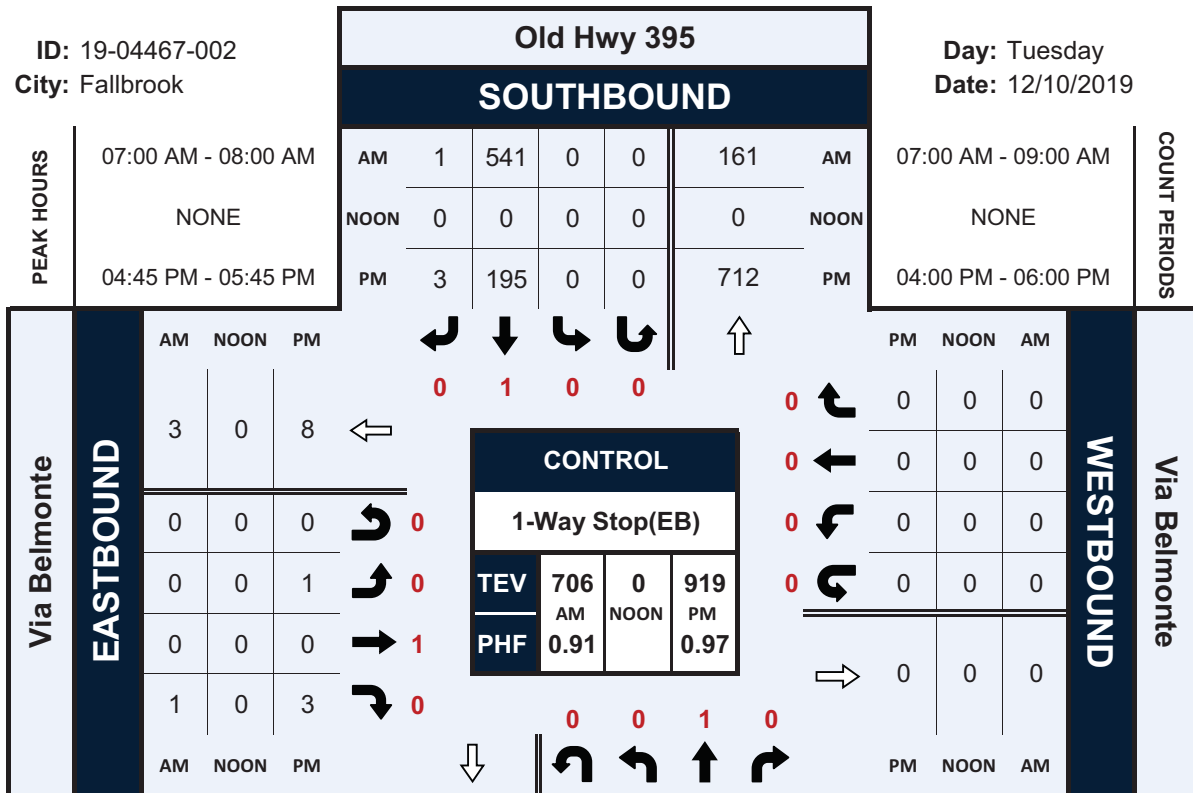 ID: 19-04467-002
City: Fallbrook
Old Hwy 395
SOUTHBOUND
Day: Tuesday
Date: 12/10/2019
PEAK HOURS
07:00 AM - 08:00 AM
NONE
04:45 PM - 05:45 PM
AM 1 541 0 0 161 AM
NOON 0 0 0 0 0 NOON
PM 3 195 0 0 712 PM
07:00 AM - 09:00 AM
NONE
04:00 PM - 06:00 PM
COUNT PERIODS
0 1 0 0
Via Belmonte
EASTBOUND
AM NOON PM
3 0 8
0 0 0 0
0 0 1 0
0 0 0 1
1 0 3 0
AM NOON PM
CONTROL
1-Way Stop(EB)
TEV 706 0 919
AM NOON PM
PHF 0.91 0.97
PM NOON AM
0 0 0 0
0 0 0 0
0 0 0 0
0 0 0 0
0 0 0
PM NOON AM
WESTBOUND
Via Belmonte
0 0 1 0